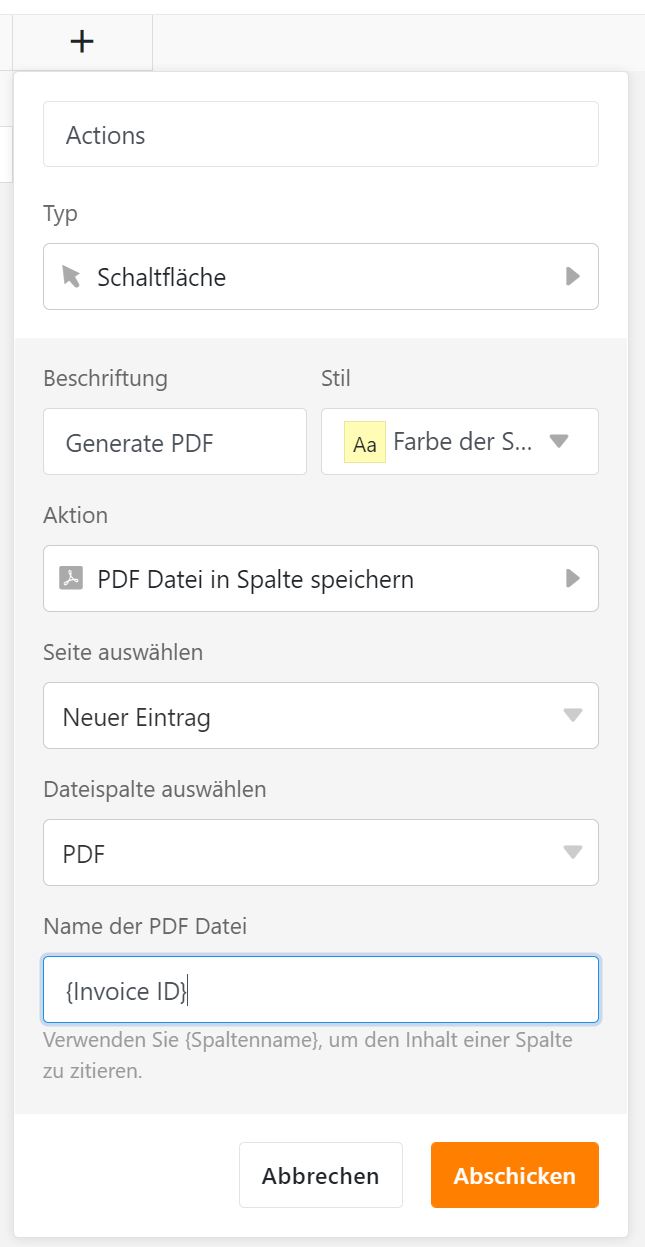 +
Actions
Typ
Schaltfläche
Beschriftung Stil
Generate PDF Aa Farbe der S...
Aktion
PDF Datei in Spalte speichern
Seite auswählen
Neuer Eintrag
Dateispalte auswählen
PDF
Name der PDF Datei
{Invoice ID}
Verwenden Sie {Spaltenname}, um den Inhalt einer Spalte
zu zitieren.
Abbrechen Abschicken